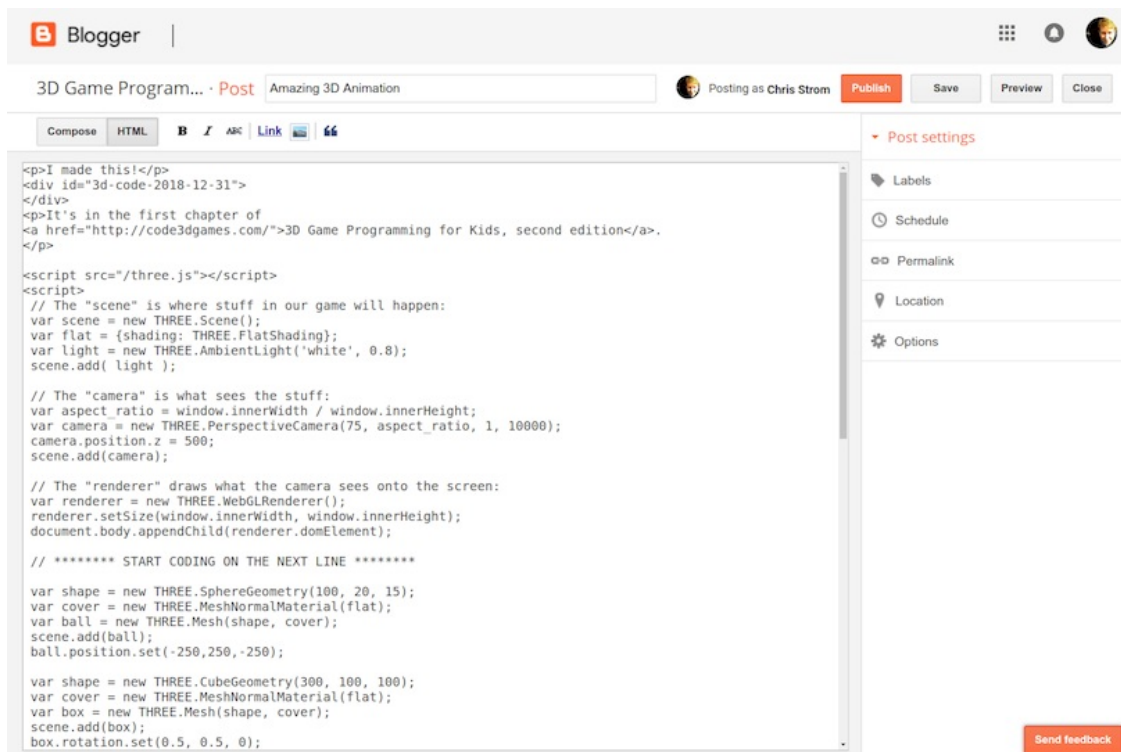 Blogger
3D Game Program... · Post
Amazing 3D Animation
Posting as Chris Strom
Publish
Save
Preview
Close
Compose
HTML
B I ABC Link
Post settings
Labels
Schedule
Permalink
Location
Options
<p>I made this!</p>
<div id="3d-code-2018-12-31">
</div>
<p>It's in the first chapter of
<a href="http://code3dgames.com/">3D Game Programming for Kids, second edition</a>.
</p>
<script src="/three.js"></script>
<script>
// The "scene" is where stuff in our game will happen:
var scene = new THREE.Scene();
var flat = {shading: THREE.FlatShading};
var light = new THREE.AmbientLight('white', 0.8);
scene.add( light );
// The "camera" is what sees the stuff:
var aspect_ratio = window.innerWidth / window.innerHeight;
var camera = new THREE.PerspectiveCamera(75, aspect_ratio, 1, 10000);
camera.position.z = 500;
scene.add(camera);
// The "renderer" draws what the camera sees onto the screen:
var renderer = new THREE.WebGLRenderer();
renderer.setSize(window.innerWidth, window.innerHeight);
document.body.appendChild(renderer.domElement);
// ******** START CODING ON THE NEXT LINE ********
var shape = new THREE.SphereGeometry(100, 20, 15);
var cover = new THREE.MeshNormalMaterial(flat);
var ball = new THREE.Mesh(shape, cover);
scene.add(ball);
ball.position.set(-250,250,-250);
var shape = new THREE.CubeGeometry(300, 100, 100);
var cover = new THREE.MeshNormalMaterial(flat);
var box = new THREE.Mesh(shape, cover);
scene.add(box);
box.rotation.set(0.5, 0.5, 0);
Send feedback